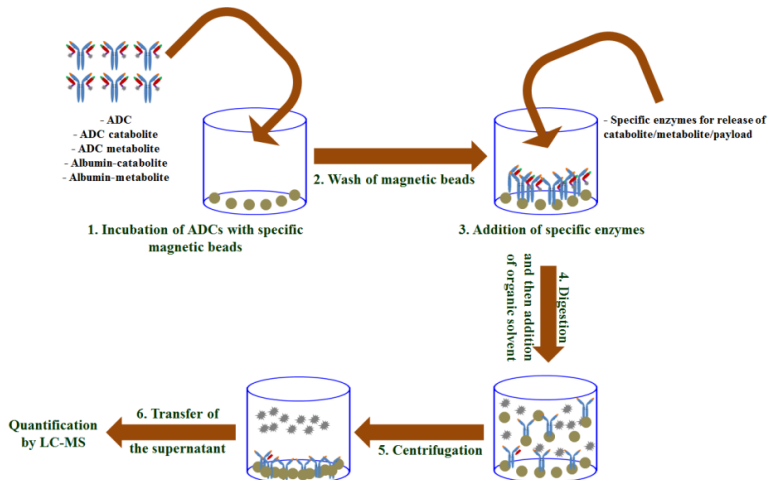 - ADC
- ADC catabolite
- ADC metabolite
- Albumin-catabolite
- Albumin-metabolite
1. Incubation of ADCs with specific
magnetic beads
2. Wash of magnetic beads
- Specific enzymes for release of
catabolite/metabolite/payload
3. Addition of specific enzymes
4. Digestion
and then addition
of organic solvent
5. Centrifugation
6. Transfer of
the supernatant
Quantification
by LC-MS